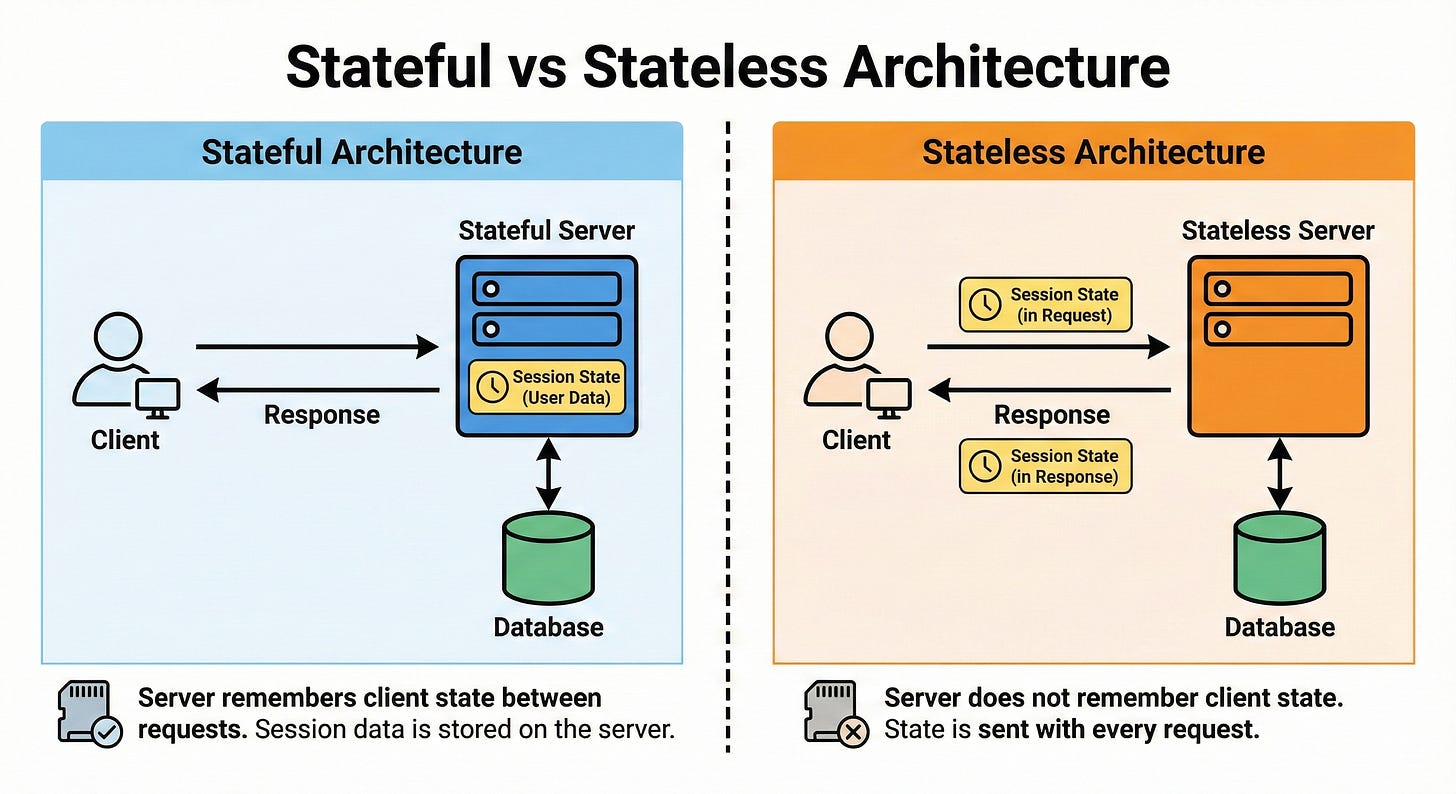 Stateful vs Stateless Architecture
Stateful Architecture
Stateful Server
Session State
(User Data)
Response
Client
Database
Server remembers client state between
requests. Session data is stored on the server.
Stateless Architecture
Stateless Server
Session State
(in Request)
Response
Client
Session State
(in Response)
Database
Server does not remember client state.
State is sent with every request.